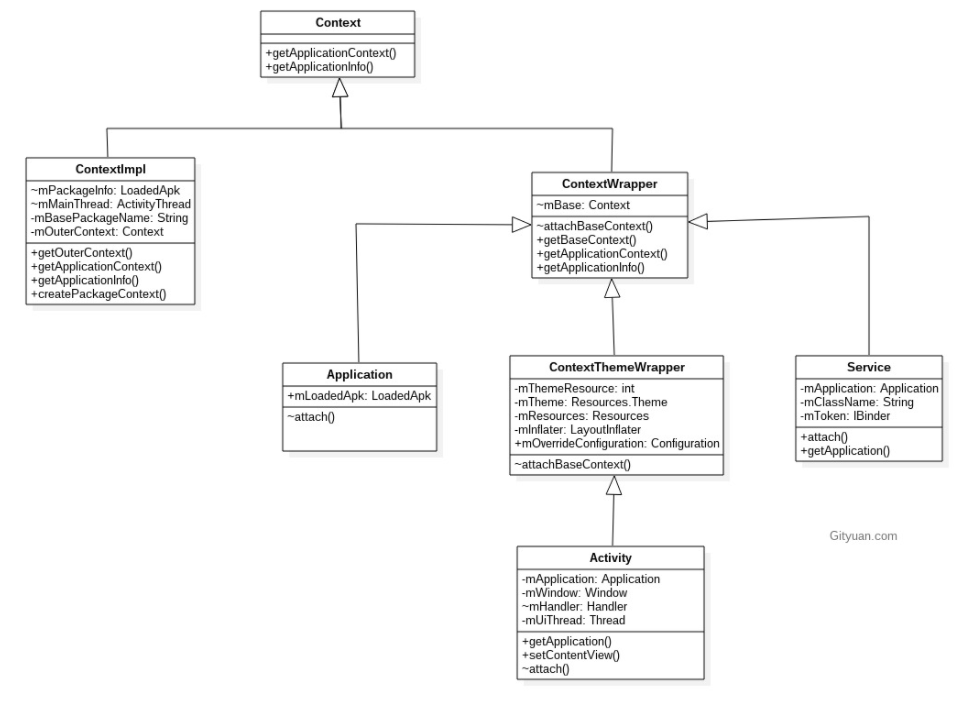 Context
+getApplicationContext()
+getApplicationInfo()
ContextImpl
~mPackageInfo: LoadedApk
~mMainThread: ActivityThread
-mBasePackageName: String
-mOuterContext: Context
+getOuterContext()
+getApplicationContext()
+getApplicationInfo()
+createPackageContext()
ContextWrapper
~mBase: Context
~attachBaseContext()
+getBaseContext()
+getApplicationContext()
+getApplicationInfo()
Application
+mLoadedApk: LoadedApk
~attach()
ContextThemeWrapper
-mThemeResource: int
-mTheme: Resources.Theme
-mResources: Resources
-mInflater: LayoutInflater
+mOverrideConfiguration: Configuration
~attachBaseContext()
Service
-mApplication: Application
-mClassName: String
-mToken: IBinder
+attach()
+getApplication()
Gityuan.com
Activity
-mApplication: Application
-mWindow: Window
~mHandler: Handler
-mUiThread: Thread
+getApplication()
+setContentView()
~attach()